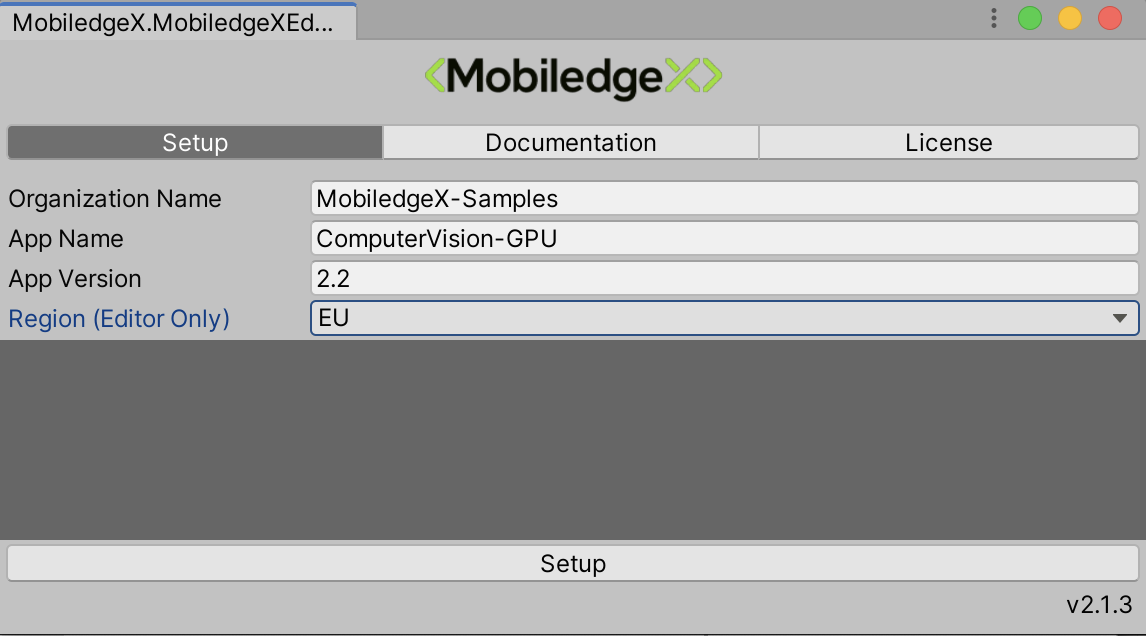 MobiledgeX.MobiledgeXEd...
<MobiledgeX>
Setup Documentation License
Organization Name MobiledgeX-Samples
App Name ComputerVision-GPU
App Version 2.2
Region (Editor Only) EU
Setup
v2.1.3